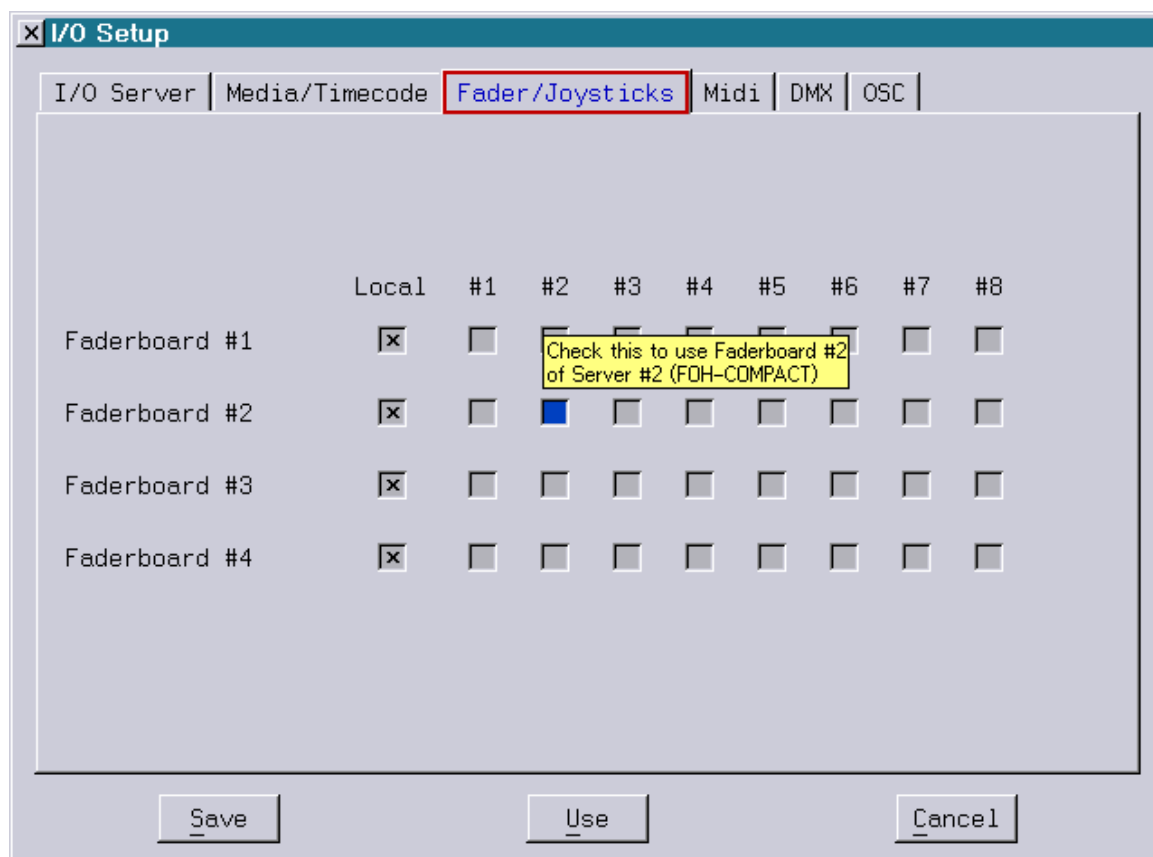 I/O Setup
I/O Server Media/Timecode Fader/Joysticks Midi DMX OSC
Local #1 #2 #3 #4 #5 #6 #7 #8
Faderboard #1
Check this to use Faderboard #2
of Server #2 (FOH-COMPACT)
Faderboard #2
Faderboard #3
Faderboard #4
Save Use Cancel